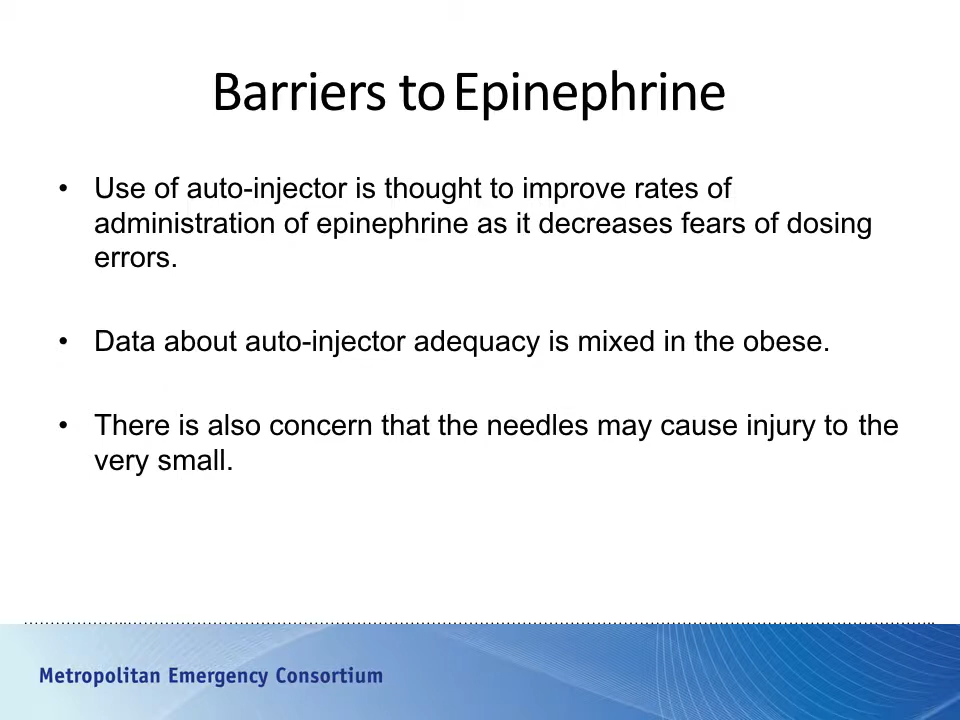 Barriers to Epinephrine
• Use of auto-injector is thought to improve rates of
administration of epinephrine as it decreases fears of dosing
errors.
• Data about auto-injector adequacy is mixed in the obese.
• There is also concern that the needles may cause injury to the
very small.
Metropolitan Emergency Consortium